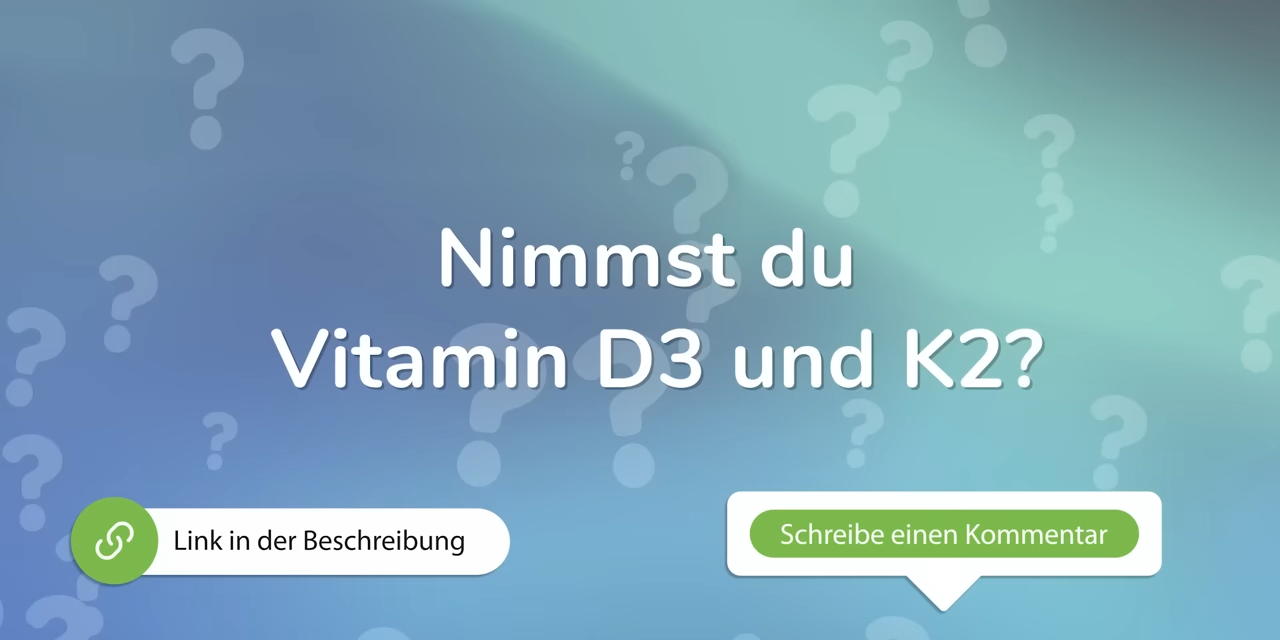 Nimmst du
Vitamin D3 und K2?
Link in der Beschreibung
Schreibe einen Kommentar